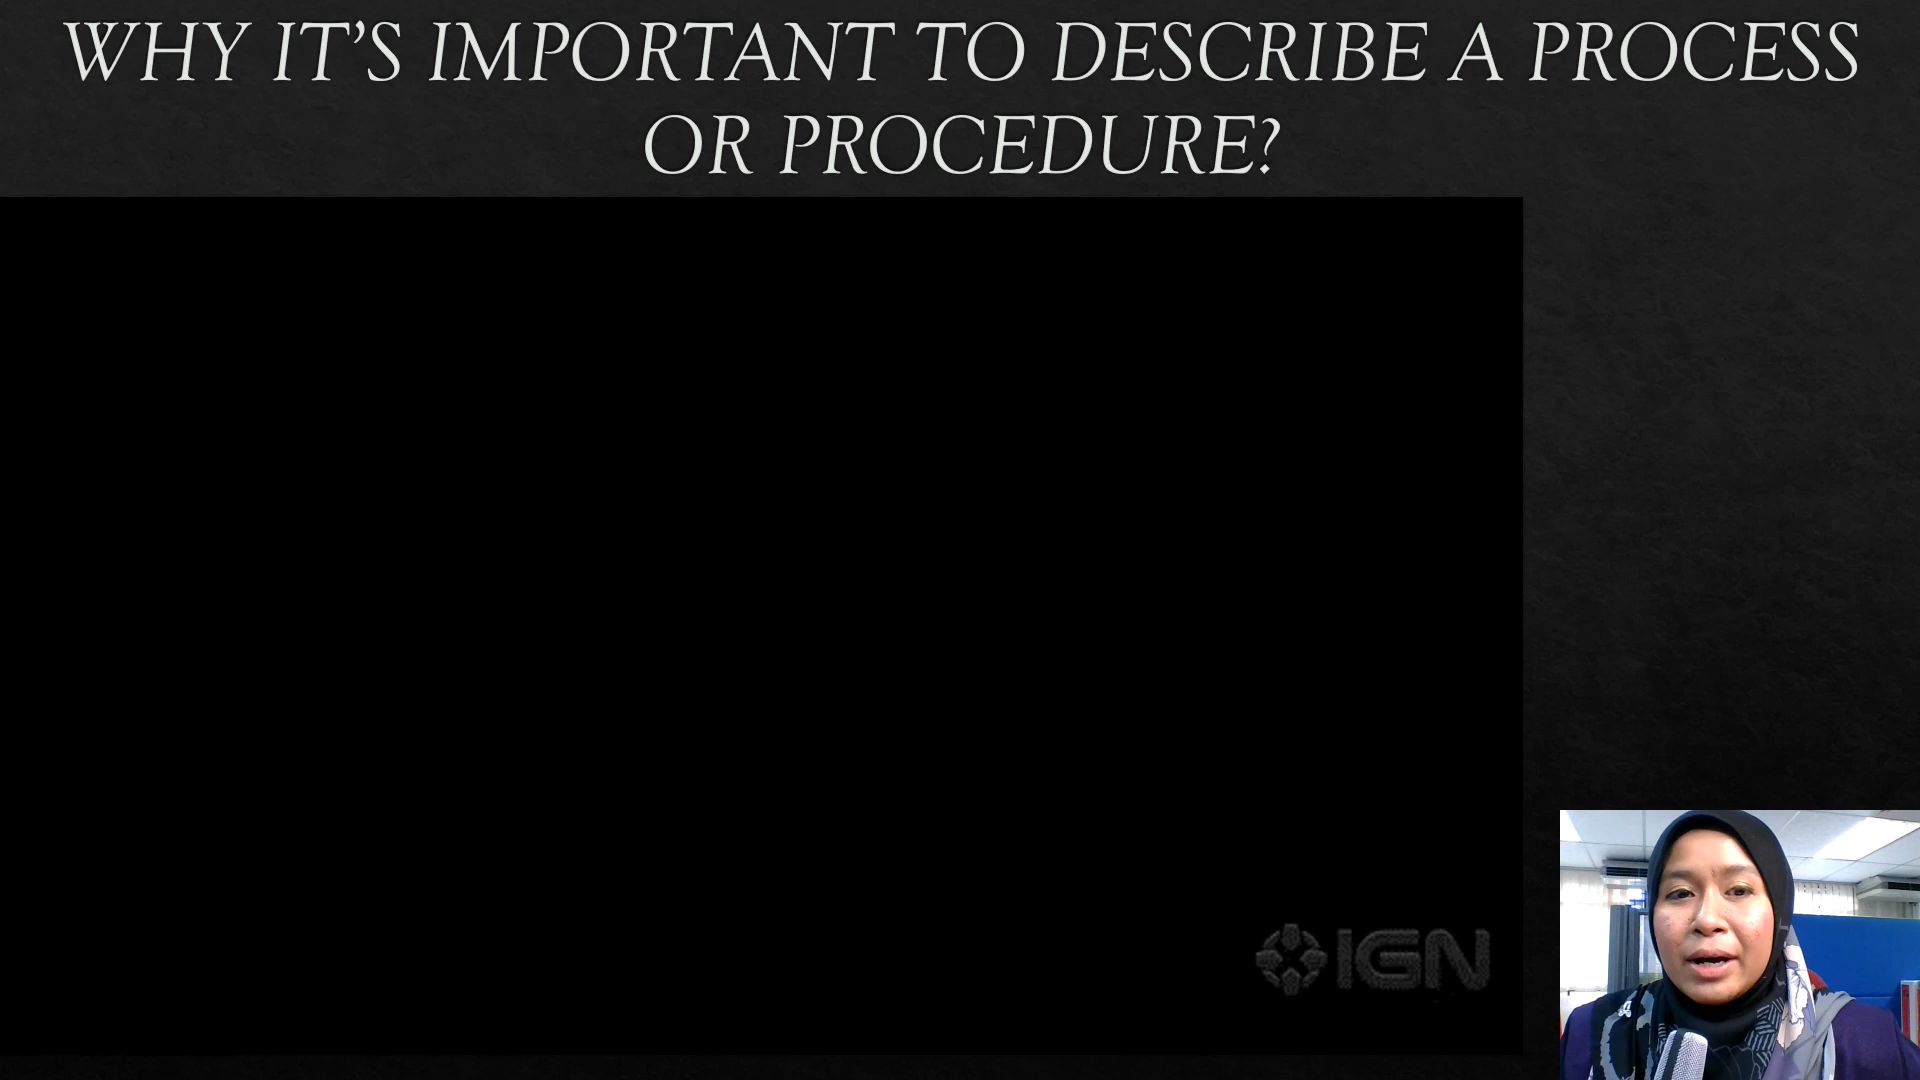 WHY IT’S IMPORTANT TO DESCRIBE A PROCESS
OR PROCEDURE?
IGN